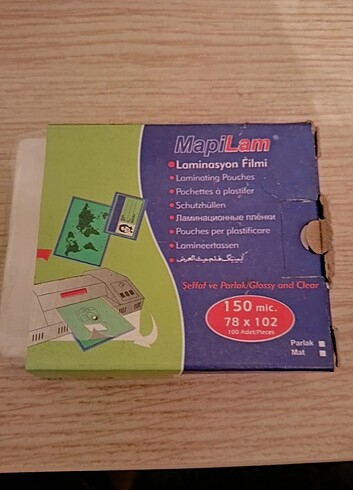 MapiLam®
Laminasyon Filmi
Laminating Pouches
Pochettes à plastifer
Schutzhüllen
Ламинационные плёнки
Pouches per plastificare
Lamineertassen
Şeffaf ve Parlak/Glossy and Clear
150 mic.
78 x 102
100 Adet/Pieces
Parlak
Mat